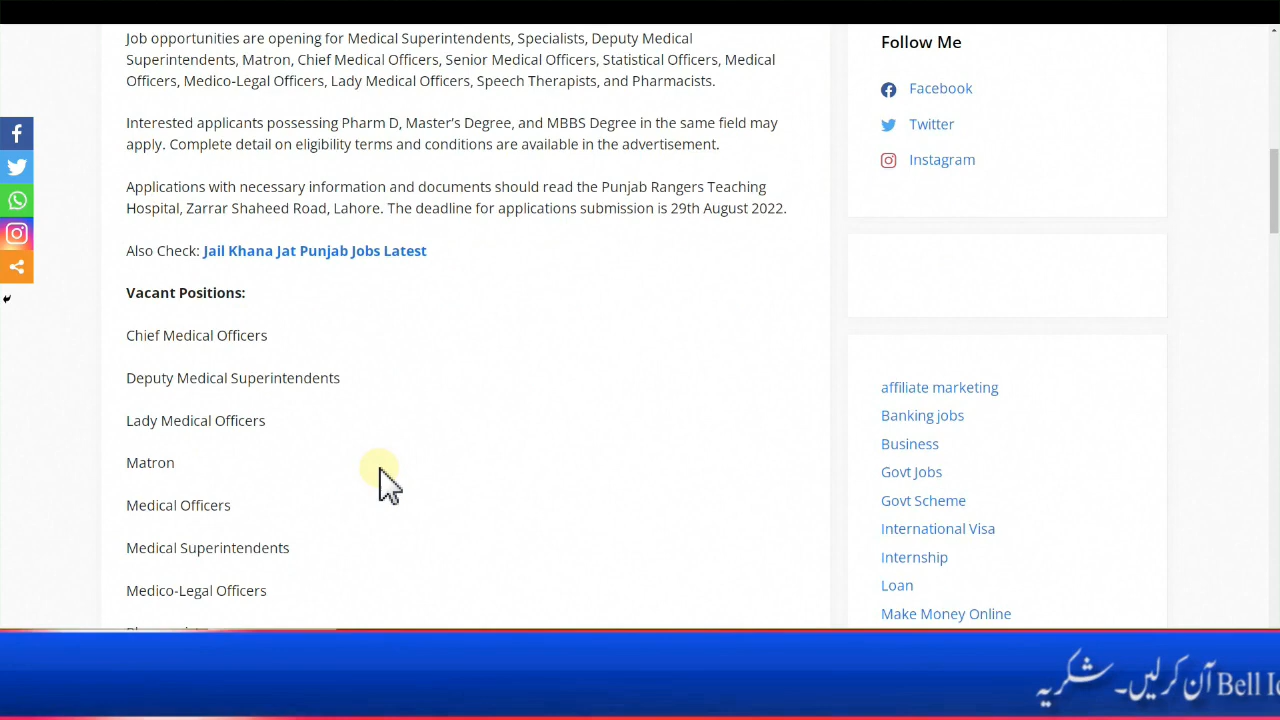 Job opportunities are opening for Medical Superintendents, Specialists, Deputy Medical
Superintendents, Matron, Chief Medical Officers, Senior Medical Officers, Statistical Officers, Medical
Officers, Medico-Legal Officers, Lady Medical Officers, Speech Therapists, and Pharmacists.
Interested applicants possessing Pharm D, Master's Degree, and MBBS Degree in the same field may
apply. Complete detail on eligibility terms and conditions are available in the advertisement.
Applications with necessary information and documents should read the Punjab Rangers Teaching
Hospital, Zarrar Shaheed Road, Lahore. The deadline for applications submission is 29th August 2022.
Also Check: Jail Khana Jat Punjab Jobs Latest
Vacant Positions:
Chief Medical Officers
Deputy Medical Superintendents
Lady Medical Officers
Matron
Medical Officers
Medical Superintendents
Medico-Legal Officers
Follow Me
Facebook
Twitter
Instagram
affiliate marketing
Banking jobs
Business
Govt Jobs
Govt Scheme
International Visa
Internship
Loan
Make Money Online
Bell آن کرلیں۔ شکریہ